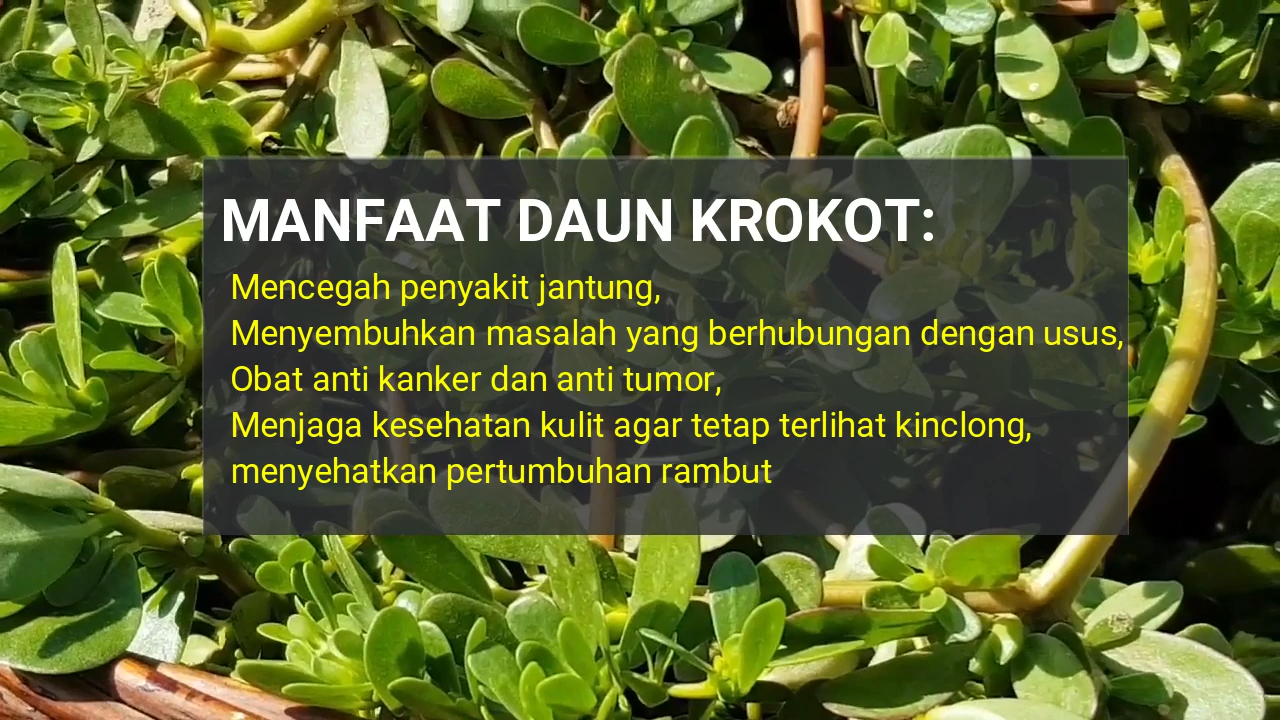 MANFAAT DAUN KROKOT:
Mencegah penyakit jantung,
Menyembuhkan masalah yang berhubungan dengan usus,
Obat anti kanker dan anti tumor,
Menjaga kesehatan kulit agar tetap terlihat kinclong,
menyehatkan pertumbuhan rambut